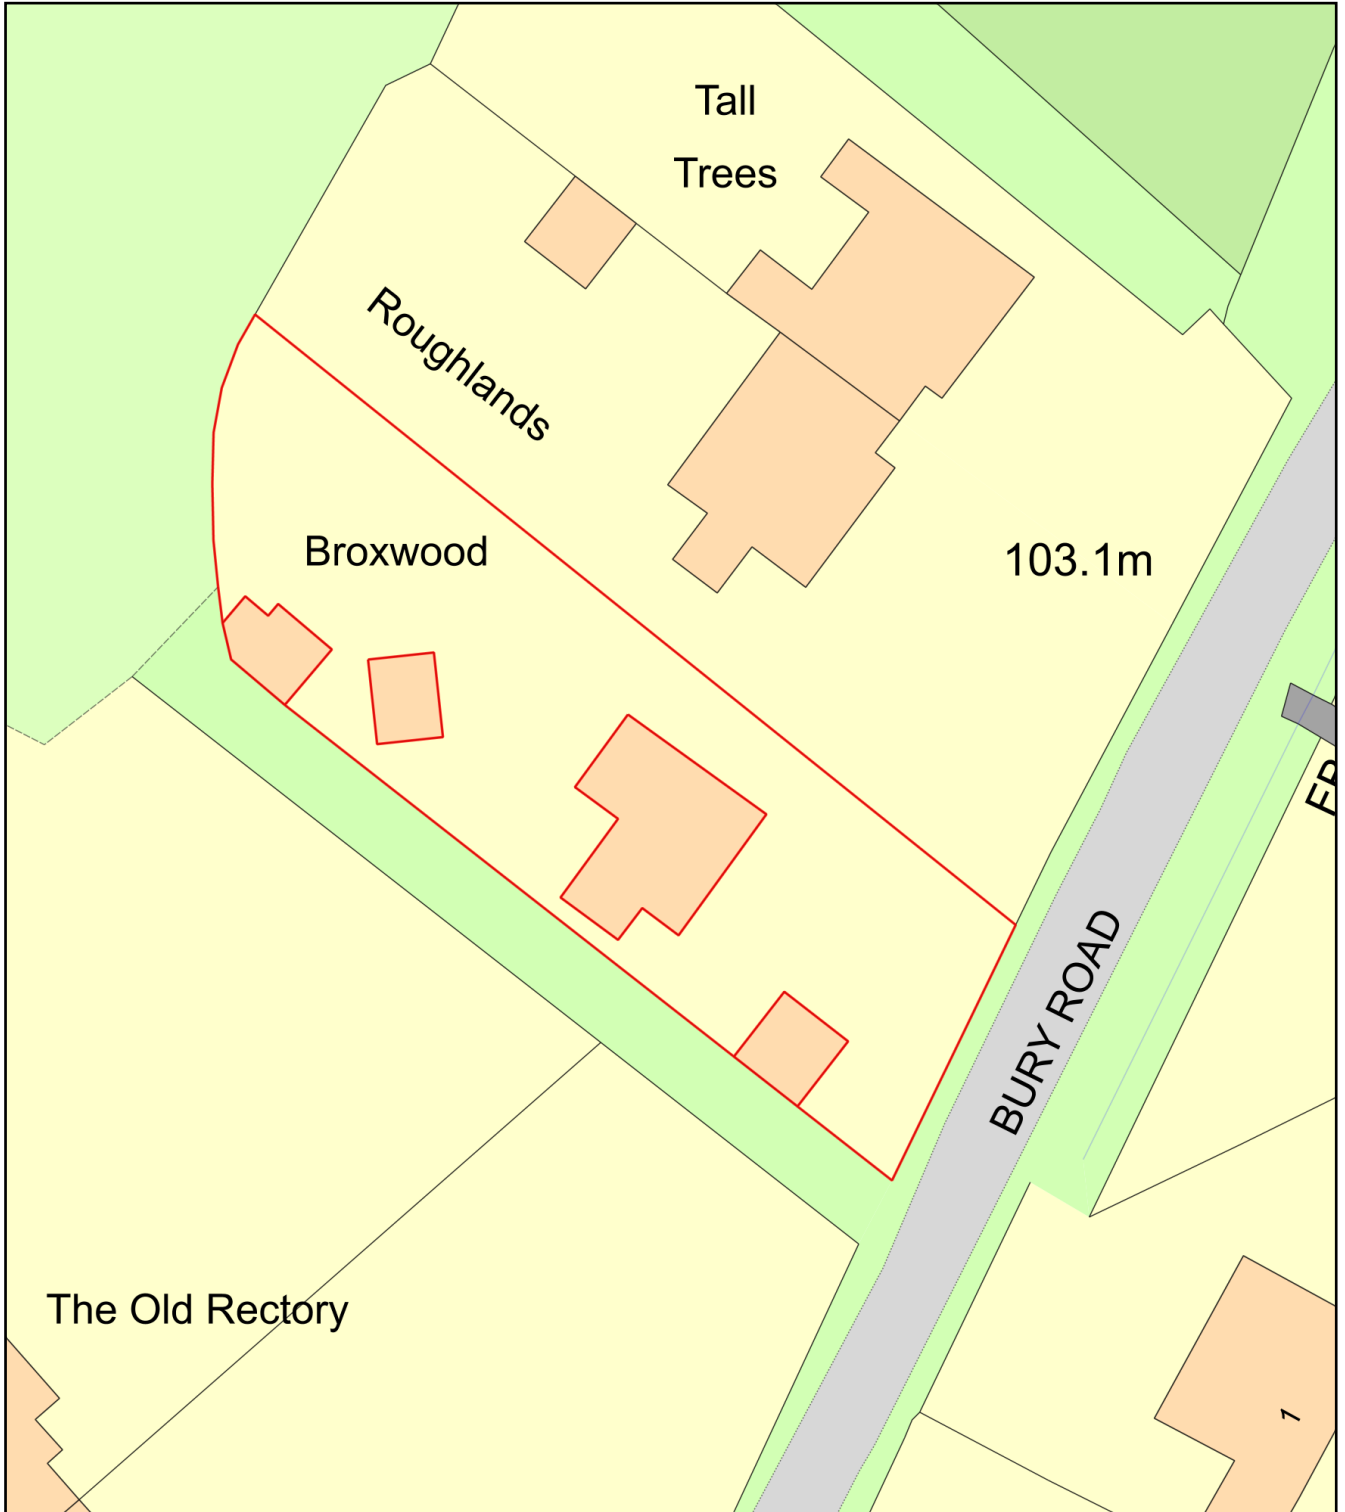 Tall
Trees
Roughlands
Broxwood
103.1m
BURY ROAD
The Old Rectory
1